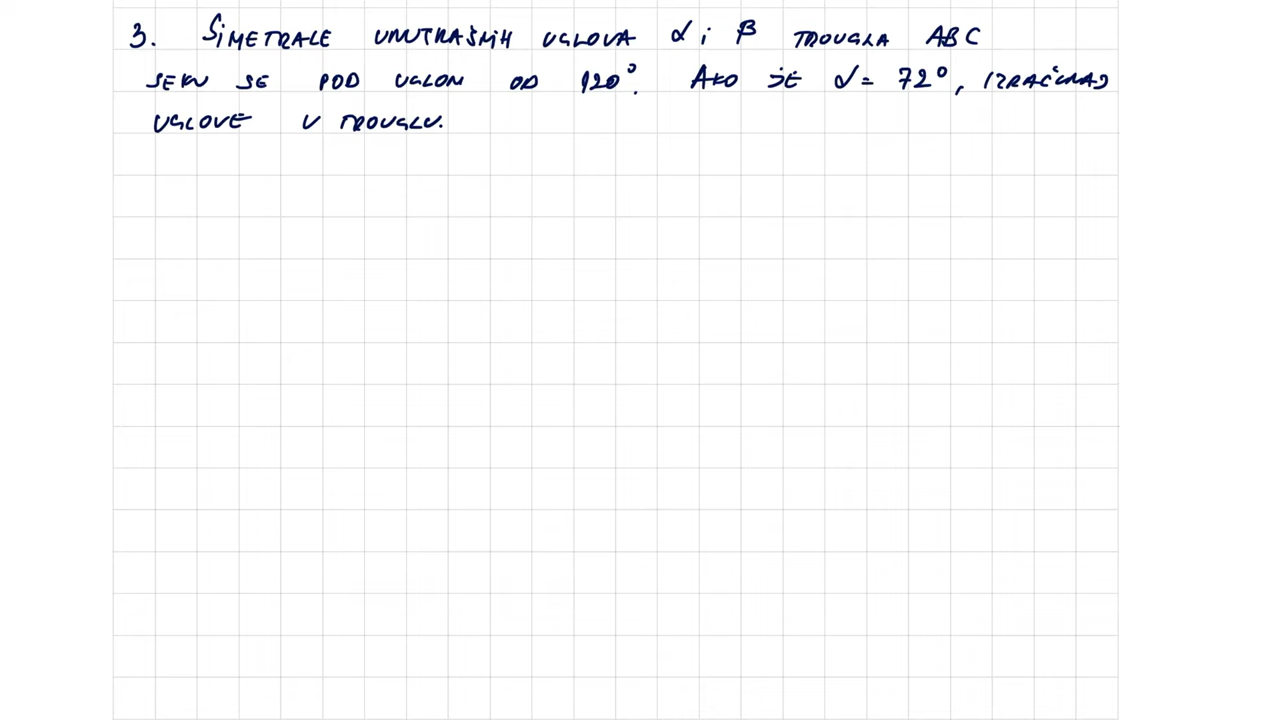 3. SIMETRALE UNUTRAŠNJIH UGLOVA α i β TROUGLA ABC
SEKU SE POD UGLOM OD 120°. AKO JE α = 72°, IZRAČUNAJ
UGLOVE U TROUGLU.